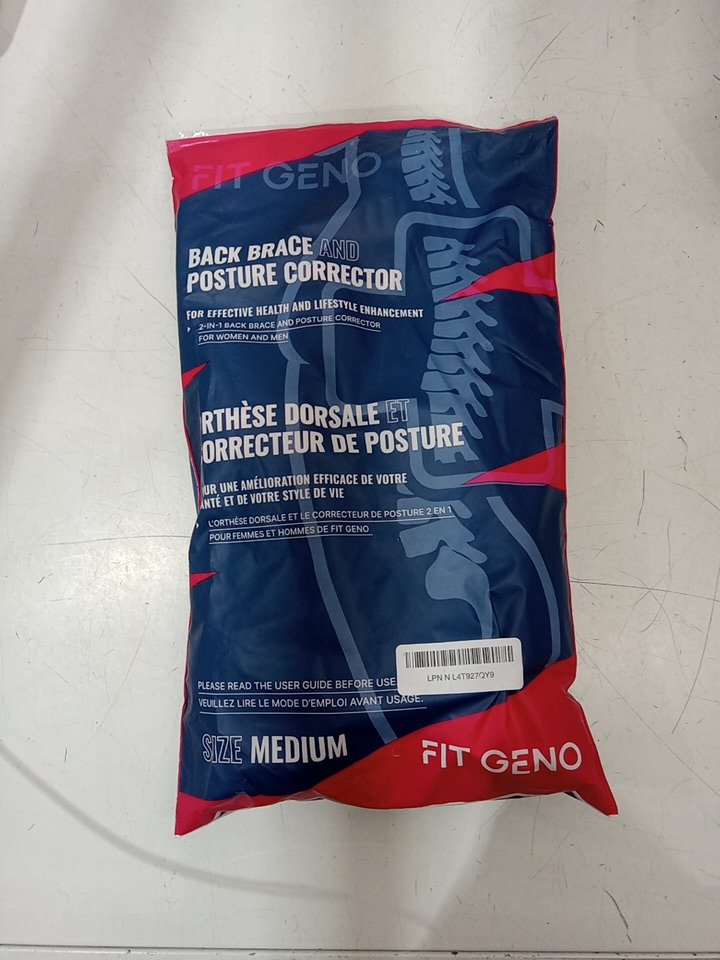 FIT GENO
BACK BRACE AND
POSTURE CORRECTOR
FOR EFFECTIVE HEALTH AND LIFESTYLE ENHANCEMENT
2-IN-1 BACK BRACE AND POSTURE CORRECTOR
FOR WOMEN AND MEN
RTHÈSE DORSALE ET
ORRECTEUR DE POSTURE
UR UNE AMÉLIORATION EFFICACE DE VOTRE
ANTÉ ET DE VOTRE STYLE DE VIE
L'ORTHÈSE DORSALE ET LE CORRECTEUR DE POSTURE 2 EN 1
POUR FEMMES ET HOMMES DE FIT GENO
LPN N L4T927QY9
PLEASE READ THE USER GUIDE BEFORE USE.
VEUILLEZ LIRE LE MODE D'EMPLOI AVANT USAGE.
SIZE MEDIUM
FIT GENO